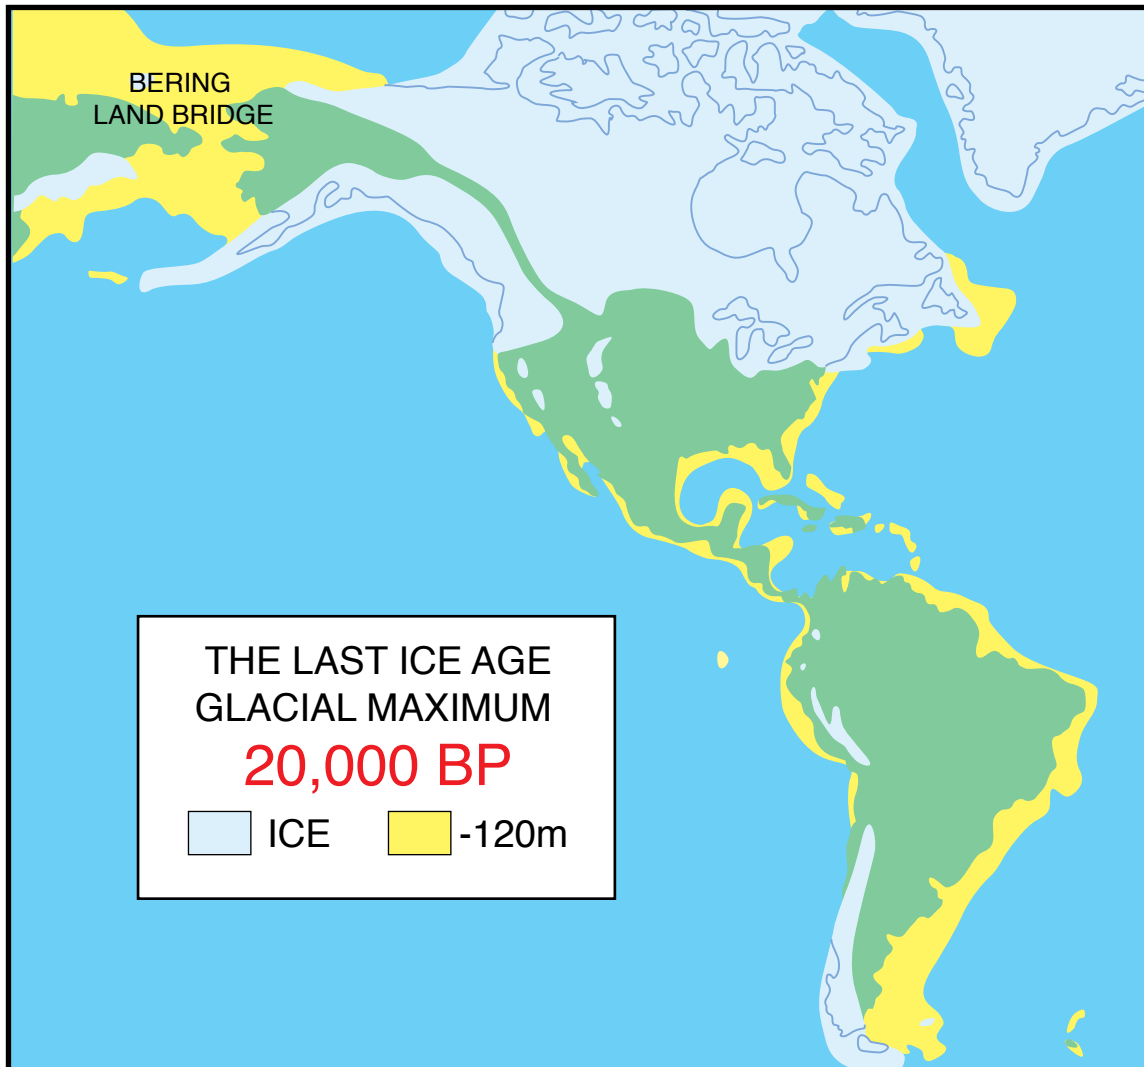 BERING
LAND BRIDGE
THE LAST ICE AGE
GLACIAL MAXIMUM
20,000 BP
ICE
-120m